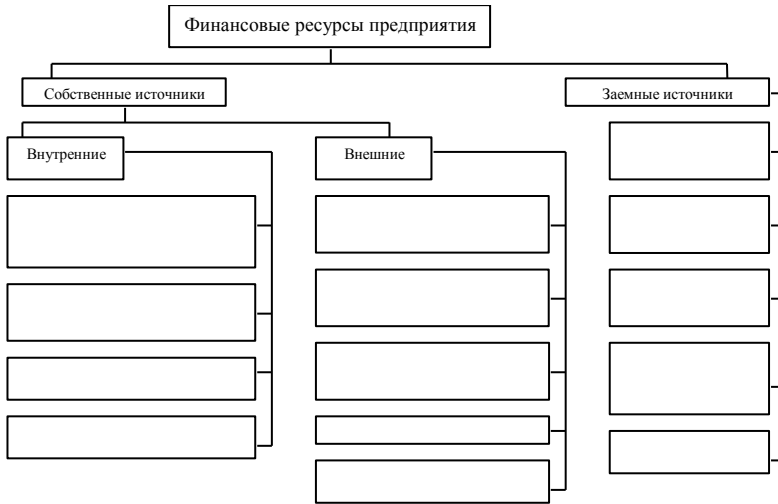 Финансовые ресурсы предприятия
Собственные источники
Заемные источники
Внутренние
Внешние